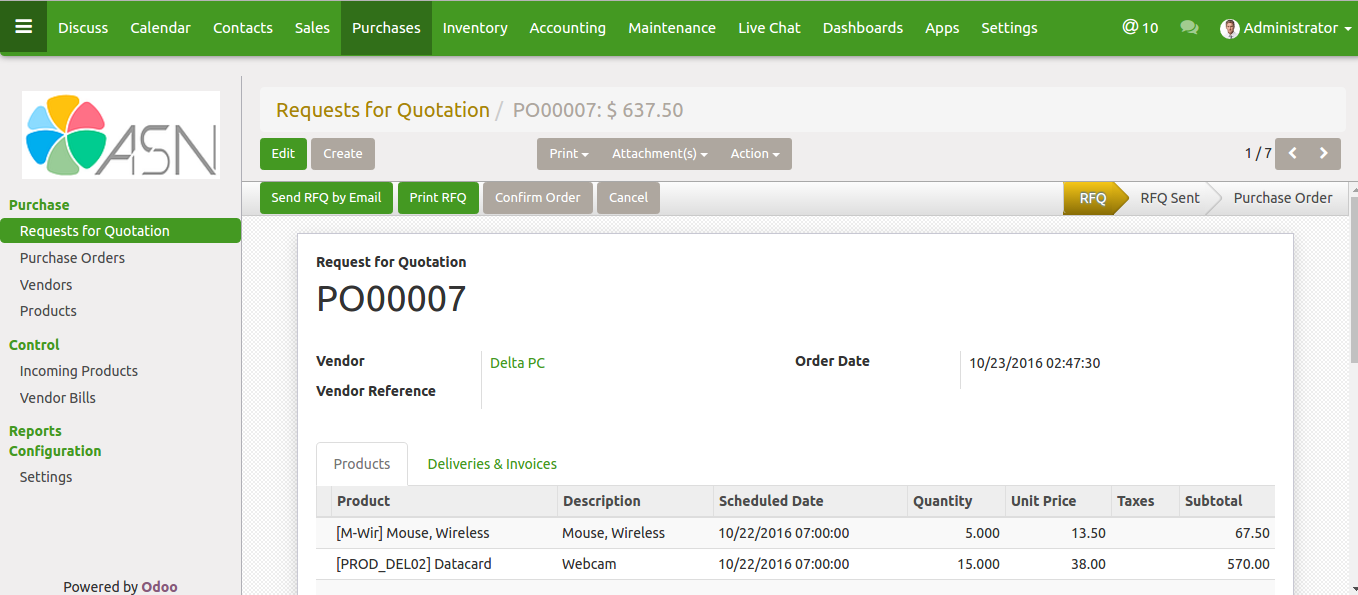 Discuss Calendar Contacts Sales Purchases Inventory Accounting Maintenance Live Chat Dashboards Apps Settings @ 10 Administrator
ASN
Requests for Quotation / PO00007: $ 637.50
Edit Create Print Attachment(s) Action 1 / 7
Send RFQ by Email Print RFQ Confirm Order Cancel RFQ RFQ Sent Purchase Order
Purchase
Requests for Quotation
Purchase Orders
Vendors
Products
Control
Incoming Products
Vendor Bills
Reports
Configuration
Settings
Powered by Odoo
Request for Quotation
PO00007
Vendor Delta PC Order Date 10/23/2016 02:47:30
Vendor Reference
Products Deliveries & Invoices
Product Description Scheduled Date Quantity Unit Price Taxes Subtotal
[M-Wir] Mouse, Wireless Mouse, Wireless 10/22/2016 07:00:00 5.000 13.50 67.50
[PROD_DEL02] Datacard Webcam 10/22/2016 07:00:00 15.000 38.00 570.00